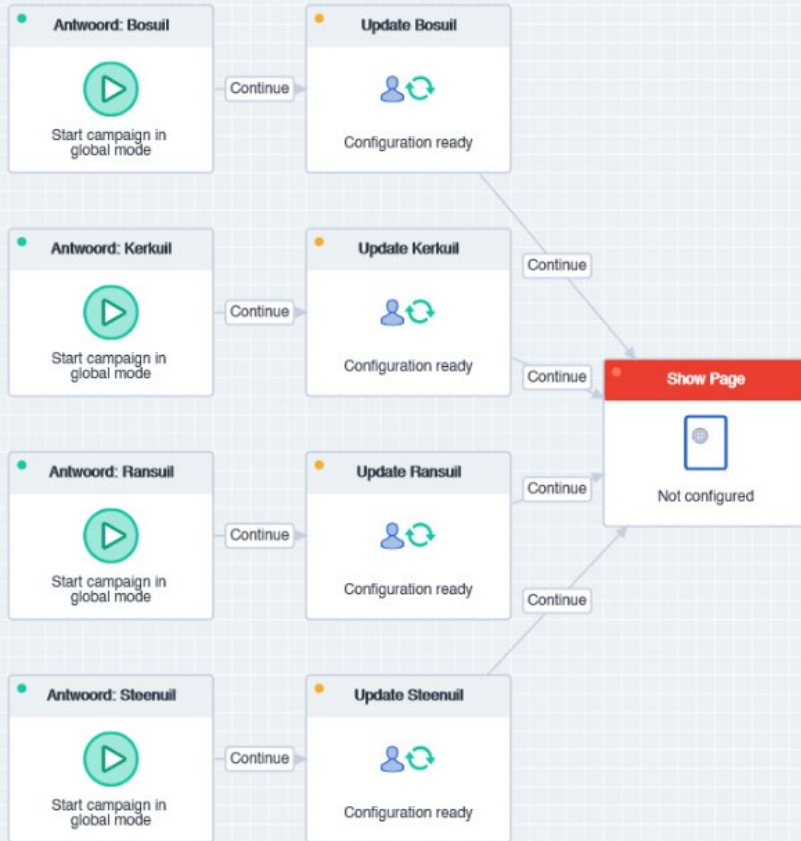 Antwoord: Bosuil
Update Bosuil
Continue
Start campaign in
global mode
Configuration ready
Antwoord: Kerkuil
Update Kerkuil
Continue
Continue
Start campaign in
global mode
Configuration ready
Continue
Show Page
Not configured
Antwoord: Ransuil
Update Ransuil
Continue
Continue
Start campaign in
global mode
Configuration ready
Continue
Antwoord: Steenuil
Update Steenuil
Continue
Start campaign in
global mode
Configuration ready